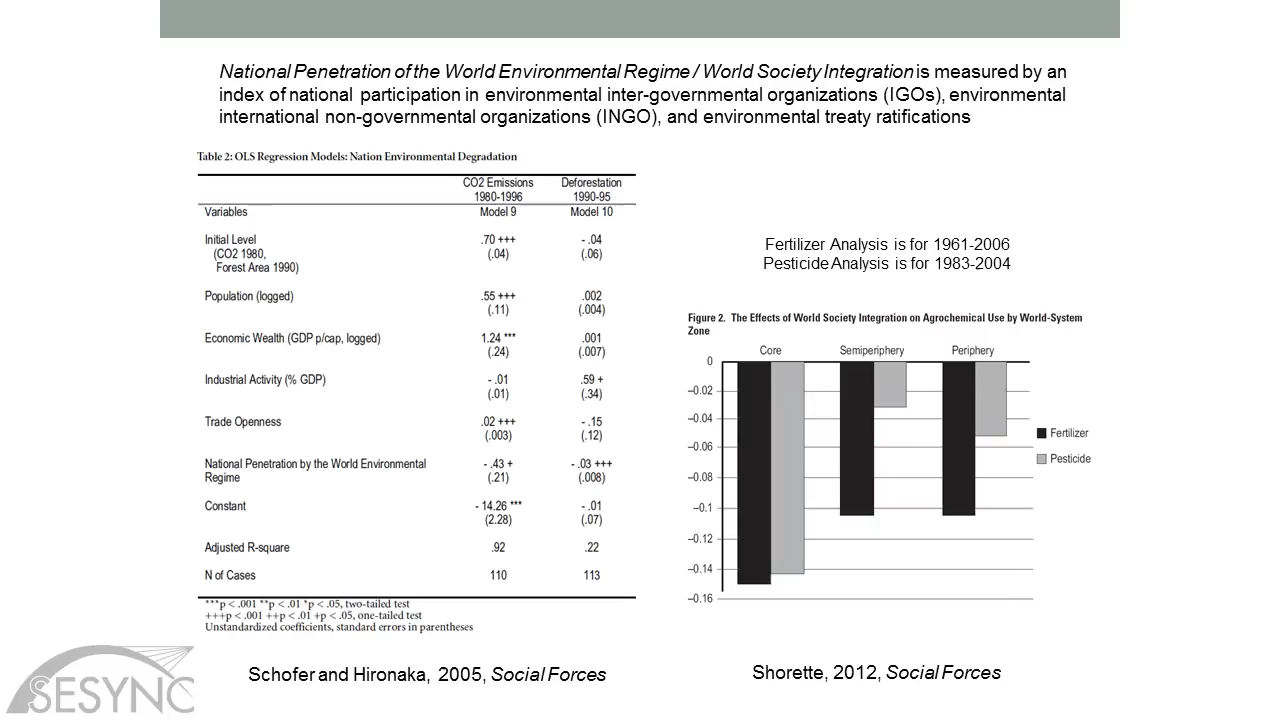 National Penetration of the World Environmental Regime / World Society Integration is measured by an
index of national participation in environmental inter-governmental organizations (IGOs), environmental
international non-governmental organizations (INGO), and environmental treaty ratifications
Table 2: OLS Regression Models: Nation Environmental Degradation
CO2 Emissions Deforestation
1980-1996 1990-95
Variables Model 9 Model 10
Initial Level .70 +++ - .04
(CO2 1980, (.04) (.06)
Forest Area 1990)
Population (logged) .55 +++ .002
(.11) (.004)
Economic Wealth (GDP p/cap, logged) 1.24 *** .001
(.24) (.007)
Industrial Activity (% GDP) - .01 .59 +
(.01) (.34)
Trade Openness .02 +++ - .15
(.003) (.12)
National Penetration by the World Environmental - .43 + - .03 +++
Regime (.21) (.008)
Constant - 14.26 *** - .01
(2.28) (.07)
Adjusted R-square .92 .22
N of Cases 110 113
***p < .001 **p < .01 *p < .05, two-tailed test
+++p < .001 ++p < .01 +p < .05, one-tailed test
Unstandardized coefficients, standard errors in parentheses
Schofer and Hironaka, 2005, Social Forces
Fertilizer Analysis is for 1961-2006
Pesticide Analysis is for 1983-2004
Figure 2. The Effects of World Society Integration on Agrochemical Use by World-System
Zone
Core Semiperiphery Periphery
0
–0.02
–0.04
–0.06
–0.08
–0.1
–0.12
–0.14
–0.16
Fertilizer
Pesticide
Shorette, 2012, Social Forces
SESYNC